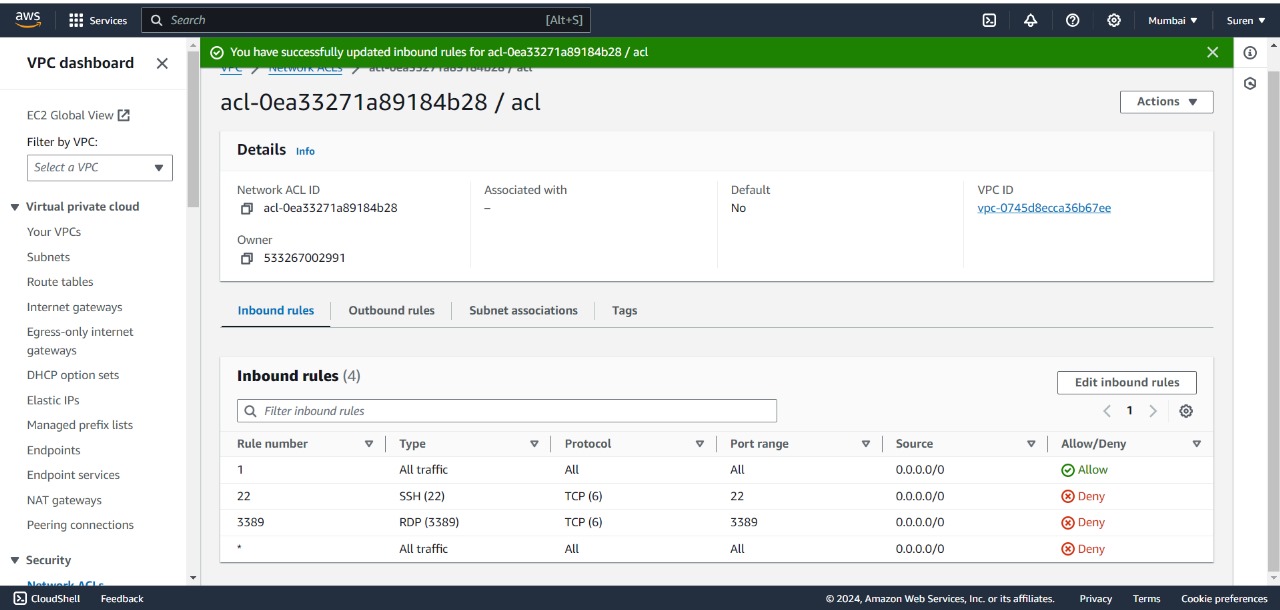 aws Services Search [Alt+S] Mumbai ▼ Suren ▼
You have successfully updated inbound rules for acl-0ea33271a89184b28 / acl
VPC dashboard
EC2 Global View
Filter by VPC:
Select a VPC
Virtual private cloud
Your VPCs
Subnets
Route tables
Internet gateways
Egress-only internet
gateways
DHCP option sets
Elastic IPs
Managed prefix lists
Endpoints
Endpoint services
NAT gateways
Peering connections
Security
Network ACLs
VPC Network ACLs acl-0ea33271a89184b28 / acl
acl-0ea33271a89184b28 / acl
Actions ▼
Details Info
Network ACL ID
acl-0ea33271a89184b28
Owner
533267002991
Associated with
–
Default
No
VPC ID
vpc-0745d8ecca36b67ee
Inbound rules Outbound rules Subnet associations Tags
Inbound rules (4)
Edit inbound rules
Filter inbound rules
1
Rule number Type Protocol Port range Source Allow/Deny
1 All traffic All All 0.0.0.0/0 Allow
22 SSH (22) TCP (6) 22 0.0.0.0/0 Deny
3389 RDP (3389) TCP (6) 3389 0.0.0.0/0 Deny
* All traffic All All 0.0.0.0/0 Deny
CloudShell Feedback © 2024, Amazon Web Services, Inc. or its affiliates. Privacy Terms Cookie preferences